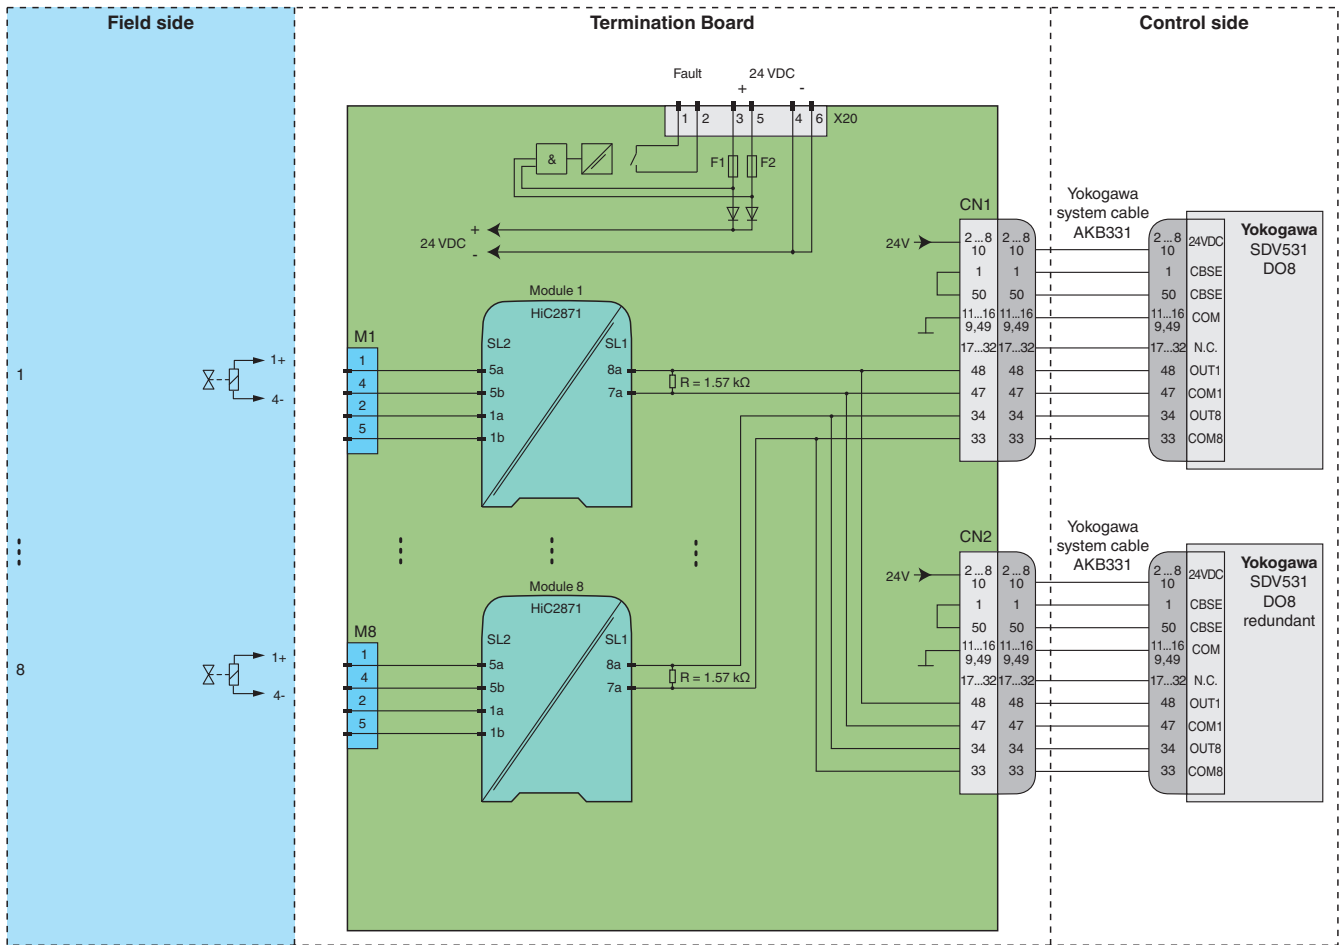 Field side
Termination Board
Control side
Fault
24 VDC
+
-
1
2
3
5
4
6
X20
&
F1
F2
+
24 VDC
-
Module 1
HiC2871
SL2
SL1
5a
5b
1a
1b
8a
7a
R = 1.57 kΩ
M1
1
4
2
5
1
1+
4-
CN1
24V
2...8 2...8
10 10
1 1
50 50
11...16 11...16
9,49 9,49
17...32 17...32
48 48
47 47
34 34
33 33
Yokogawa
system cable
AKB331
2...8
10
24VDC
1 CBSE
50 CBSE
11...16
9,49
COM
17...32 N.C.
48 OUT1
47 COM1
34 OUT8
33 COM8
Yokogawa
SDV531
DO8
Module 8
HiC2871
SL2
SL1
5a
5b
1a
1b
8a
7a
R = 1.57 kΩ
M8
1
4
2
5
8
1+
4-
CN2
24V
2...8 2...8
10 10
1 1
50 50
11...16 11...16
9,49 9,49
17...32 17...32
48 48
47 47
34 34
33 33
Yokogawa
system cable
AKB331
2...8
10
24VDC
1 CBSE
50 CBSE
11...16
9,49
COM
17...32 N.C.
48 OUT1
47 COM1
34 OUT8
33 COM8
Yokogawa
SDV531
DO8
redundant